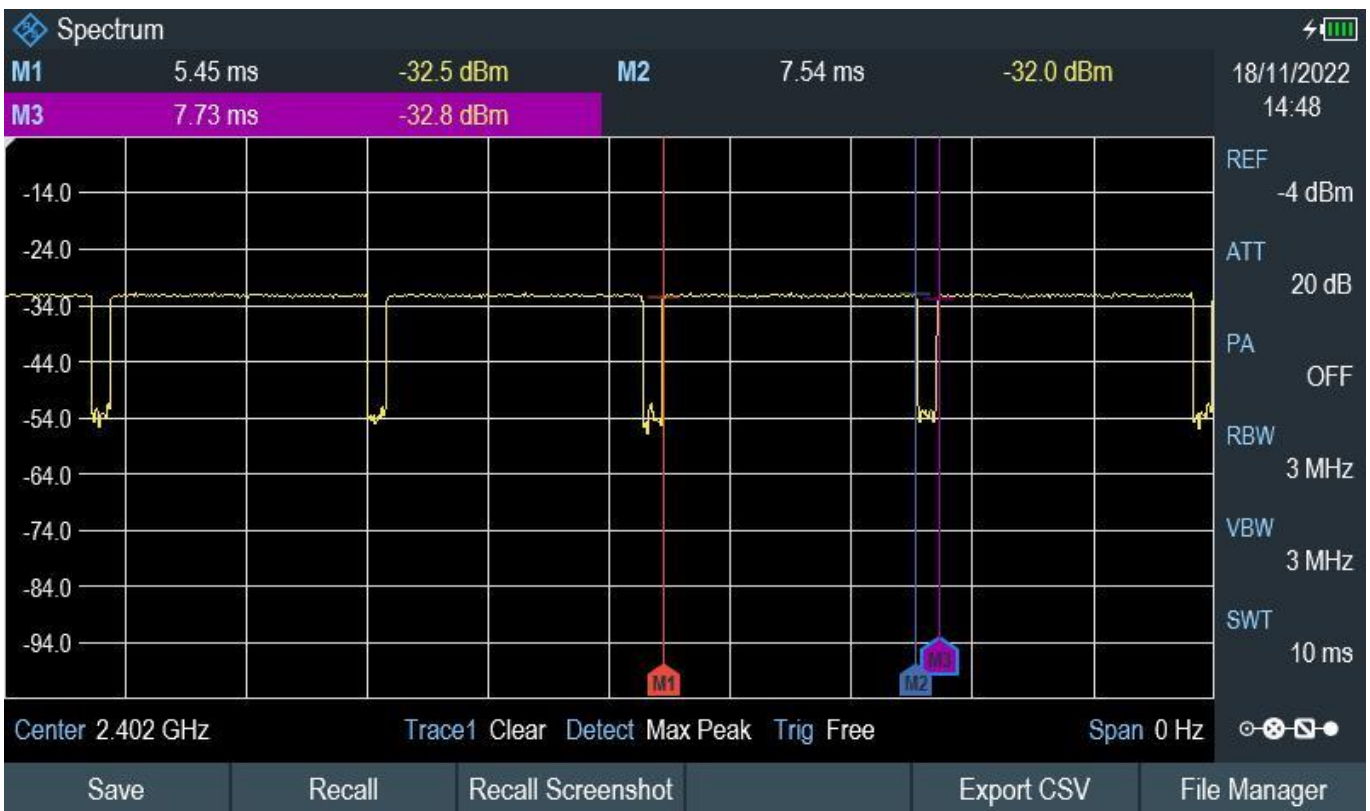 Spectrum
M1 5.45 ms -32.5 dBm M2 7.54 ms -32.0 dBm
M3 7.73 ms -32.8 dBm
18/11/2022
14:48
REF
-4 dBm
ATT
20 dB
PA
OFF
RBW
3 MHz
VBW
3 MHz
SWT
10 ms
-14.0
-24.0
-34.0
-44.0
-54.0
-64.0
-74.0
-84.0
-94.0
M1 M2 M3
Center 2.402 GHz Trace1 Clear Detect Max Peak Trig Free Span 0 Hz
Save Recall Recall Screenshot Export CSV File Manager